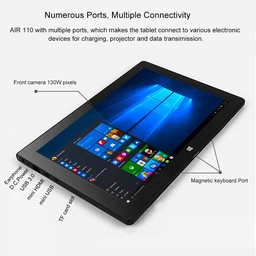 Numerous Ports, Multiple Connectivity
AIR 110 with multiple ports, which makes the tablet connect to various electronic
devices for charging, projector and data transmission.
Front camera 130W pixels
Magnetic keyboard Port
Earphone
D.C.Power
USB 3.0
mini HDMI
mini USB
TF card slot